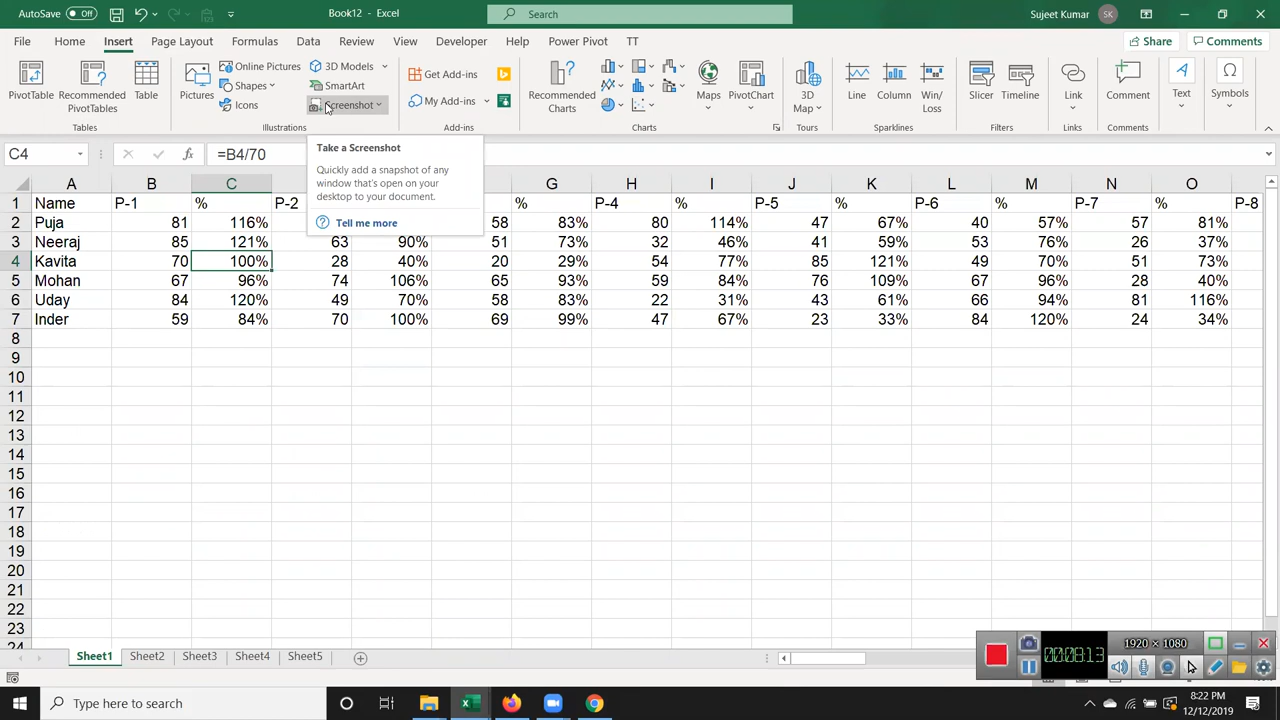 AutoSave Off Book12 - Excel Search Sujeet Kumar SK
File Home Insert Page Layout Formulas Data Review View Developer Help Power Pivot TT Share Comments
PivotTable Recommended PivotTables Table Pictures Online Pictures Shapes Icons 3D Models SmartArt Screenshot Get Add-ins My Add-ins Recommended Charts Maps PivotChart 3D Map Line Column Win/Loss Slicer Timeline Link Comment Text Symbols
Tables Illustrations Add-ins Charts Tours Sparklines Filters Links Comments
C4 fx =B4/70
Take a Screenshot
Quickly add a snapshot of any
window that's open on your
desktop to your document.
Tell me more
A B C G H I J K L M N O
1 Name P-1 % P-2 % P-4 % P-5 % P-6 % P-7 % P-8
2 Puja 81 116% 58 83% 80 114% 47 67% 40 57% 57 81%
3 Neeraj 85 121% 63 90% 51 73% 32 46% 41 59% 53 76% 26 37%
4 Kavita 70 100% 28 40% 20 29% 54 77% 85 121% 49 70% 51 73%
5 Mohan 67 96% 74 106% 65 93% 59 84% 76 109% 67 96% 28 40%
6 Uday 84 120% 49 70% 58 83% 22 31% 43 61% 66 94% 81 116%
7 Inder 59 84% 70 100% 69 99% 47 67% 23 33% 84 120% 24 34%
8
9
10
11
12
13
14
15
16
17
18
19
20
21
22
23
24
Sheet1 Sheet2 Sheet3 Sheet4 Sheet5
1920 × 1080
00:08:13
Type here to search
8:22 PM
12/12/2019